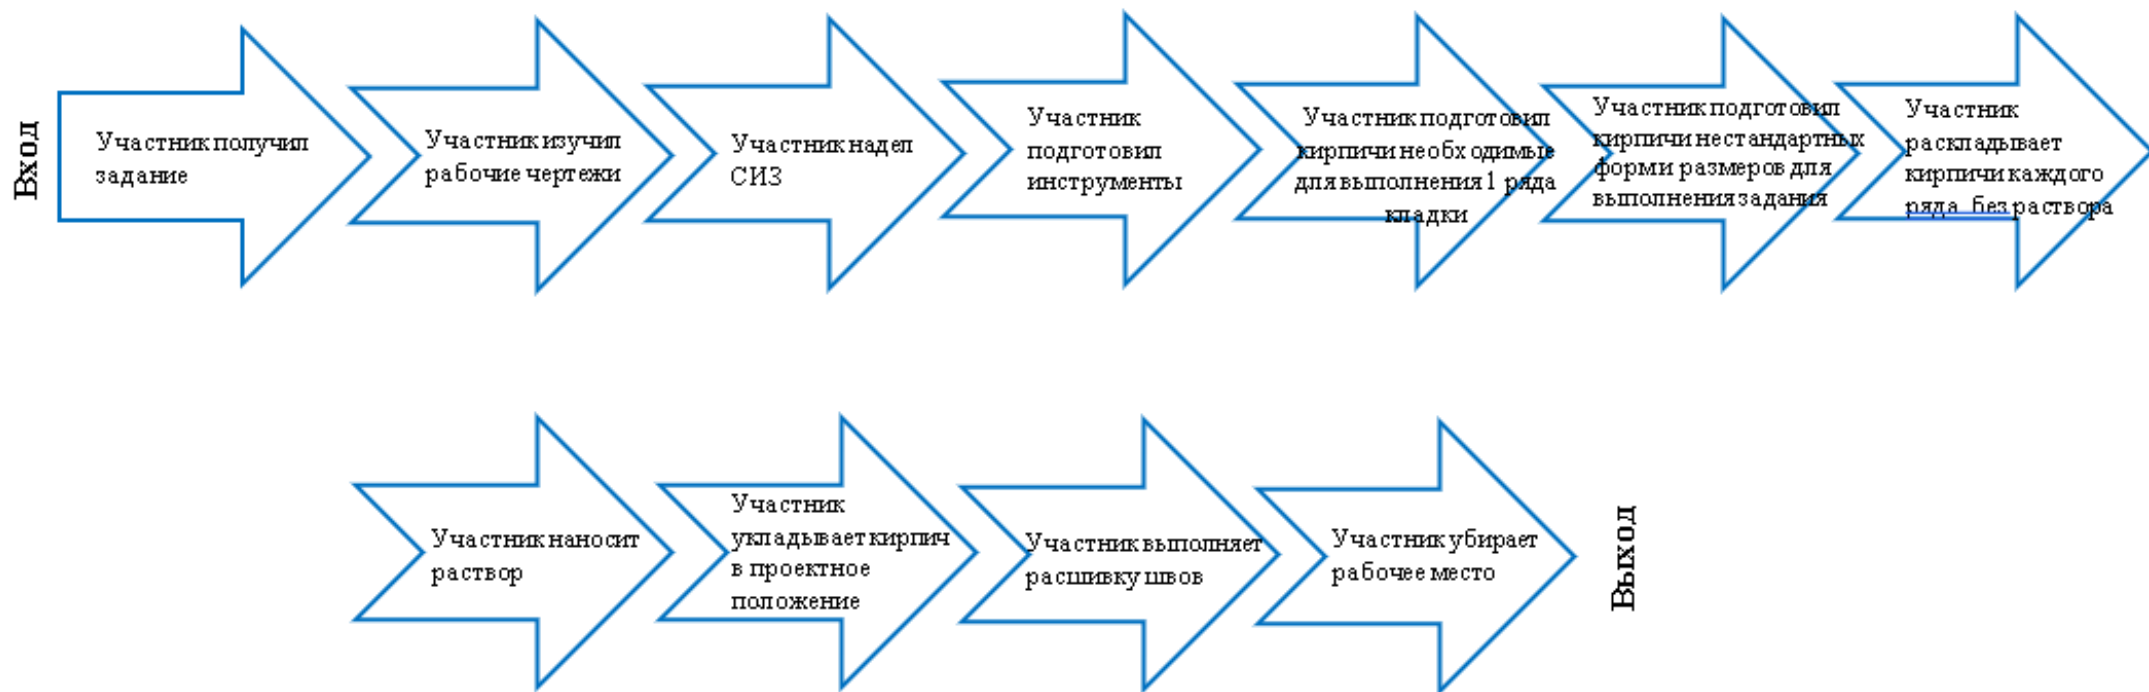 Вход
Участник получил
задание
Участник изучил
рабочие чертежи
Участник надел
СИЗ
Участник
подготовил
инструменты
Участник подготовил
кирпичи необходимые
для выполнения 1 ряда
кладки
Участник подготовил
кирпичи нестандартных
форм и размеров для
выполнения задания
Участник
раскладывает
кирпичи каждого
ряда без раствора
Участник наносит
раствор
Участник
укладывает кирпич
в проектное
положение
Участник выполняет
расшивку швов
Участник убирает
рабочее место
Выход